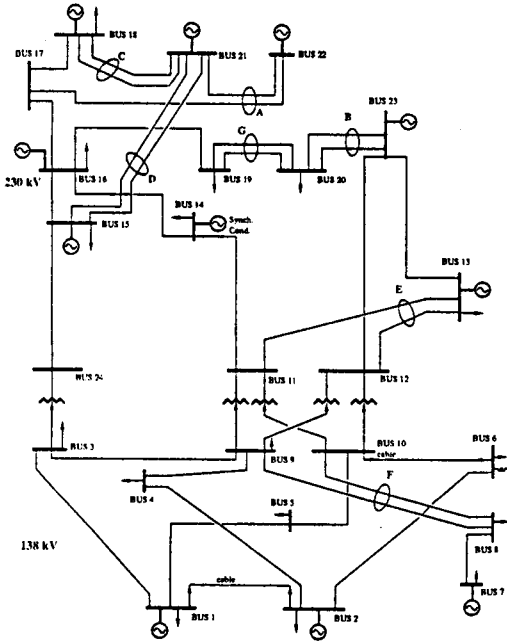 BUS 18
BUS 17
C
BUS 21
BUS 22
A
BUS 23
B
G
D
BUS 16
230 kV
BUS 19
BUS 20
BUS 14
Synch.
Cond.
BUS 15
BUS 13
E
BUS 24
BUS 11
BUS 12
BUS 3
BUS 9
BUS 10
cable
BUS 6
BUS 4
F
BUS 5
BUS 8
138 kV
cable
BUS 7
BUS 1
BUS 2